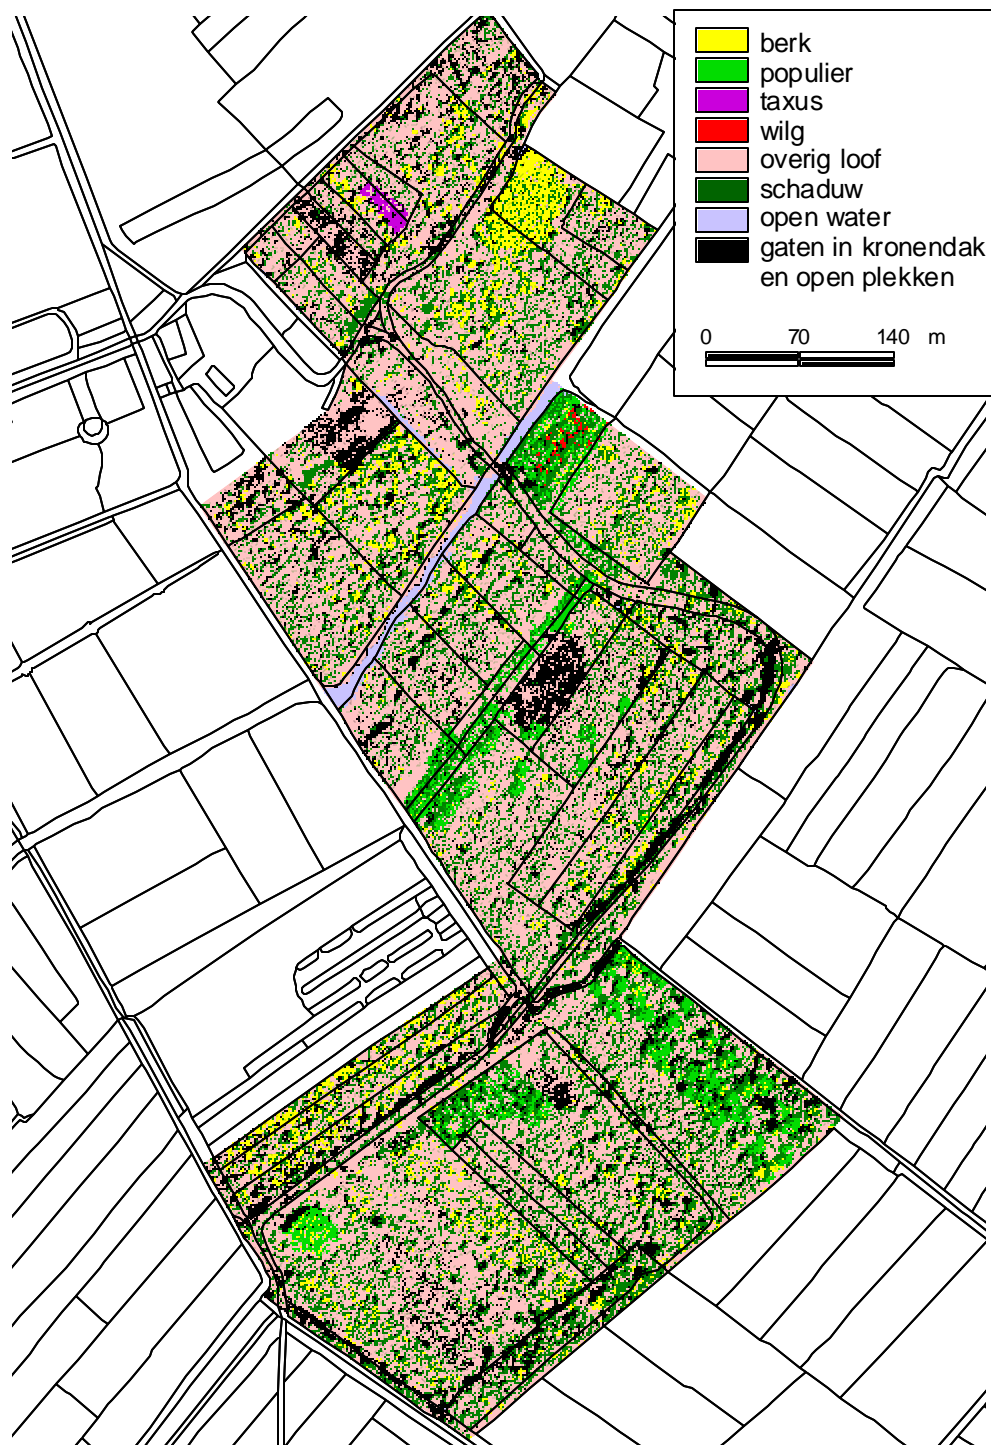 berk
populier
taxus
wilg
overig loof
schaduw
open water
gaten in kronendak
en open plekken
0 70 140 m